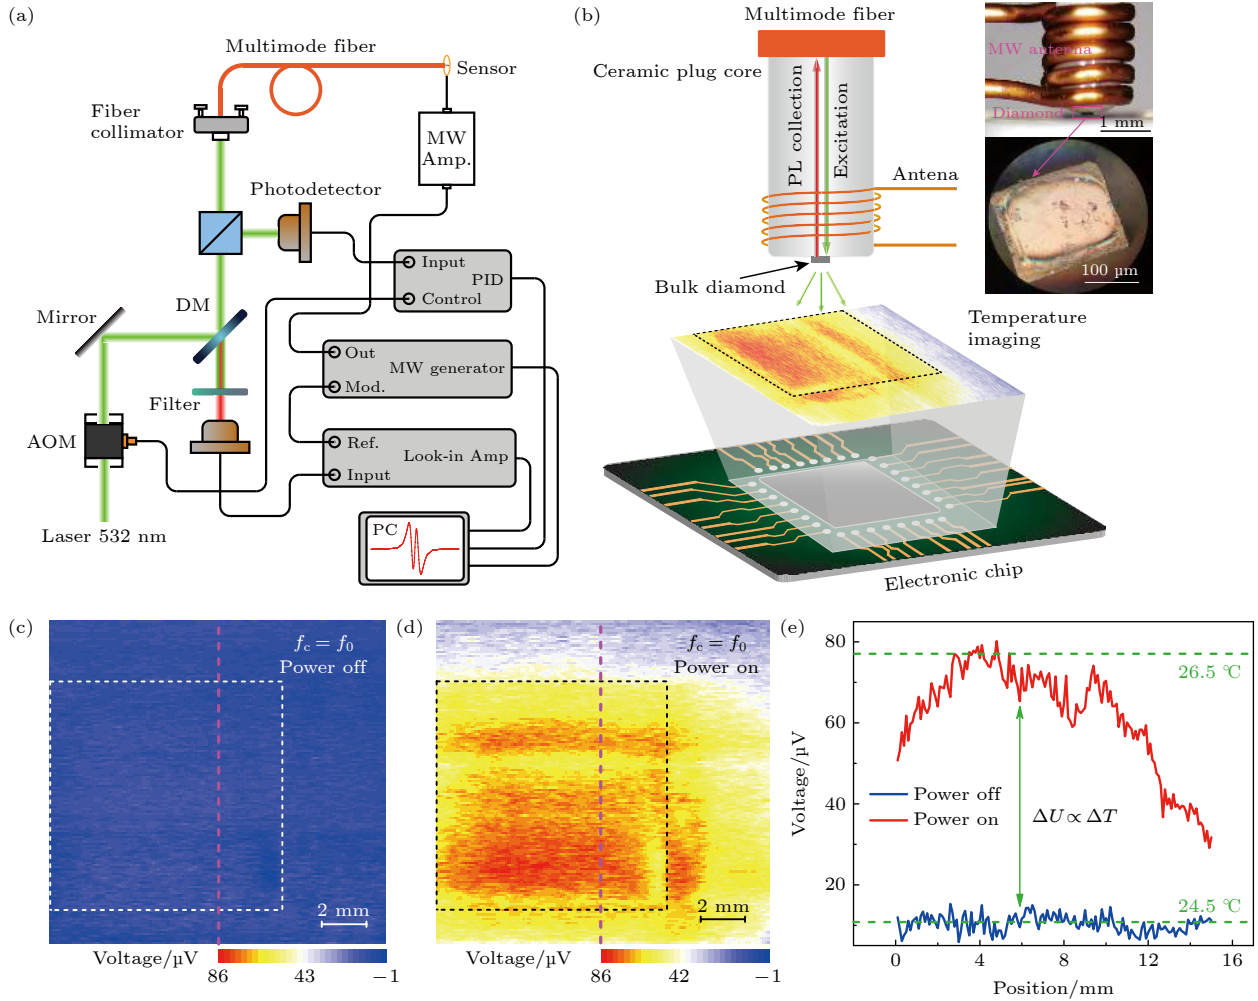 (a)
Multimode fiber
Sensor
Fiber
collimator
MW
Amp.
Photodetector
Input
PID
Control
DM
Mirror
Out
MW generator
Mod.
Filter
AOM
Ref.
Look-in Amp
Input
PC
Laser 532 nm
(b)
Multimode fiber
Ceramic plug core
PL collection
Excitation
Antena
Bulk diamond
MW antenna
Diamond
1 mm
100 µm
Temperature
imaging
Electronic chip
(c)
fc = f0
Power off
2 mm
Voltage/µV
86
43
−1
(d)
fc = f0
Power on
2 mm
Voltage/µV
86
42
−1
(e)
80
60
40
20
Voltage/µV
26.5 ℃
Power off
Power on
ΔU∝ΔT
24.5 ℃
0
4
8
12
16
Position/mm